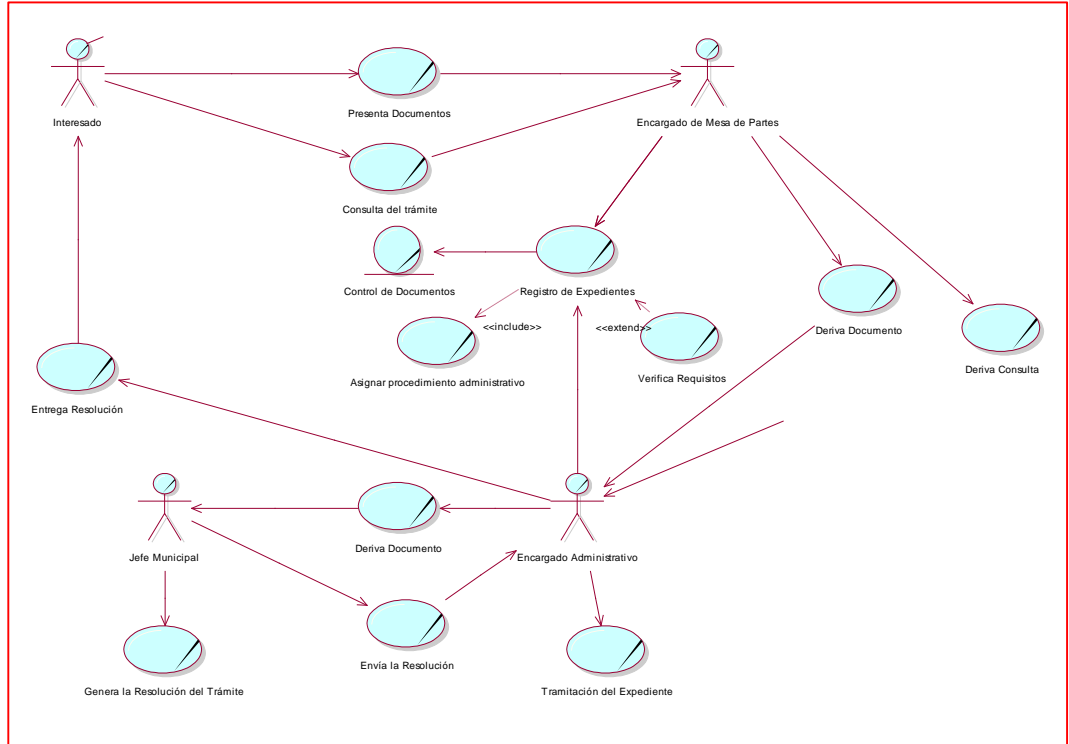 Interesado
Presenta Documentos
Encargado de Mesa de Partes
Consulta del trámite
Control de Documentos
Registro de Expedientes
<<include>>
<<extend>>
Deriva Documento
Deriva Consulta
Asignar procedimiento administrativo
Verifica Requisitos
Entrega Resolución
Jefe Municipal
Deriva Documento
Encargado Administrativo
Envía la Resolución
Genera la Resolución del Trámite
Tramitación del Expediente